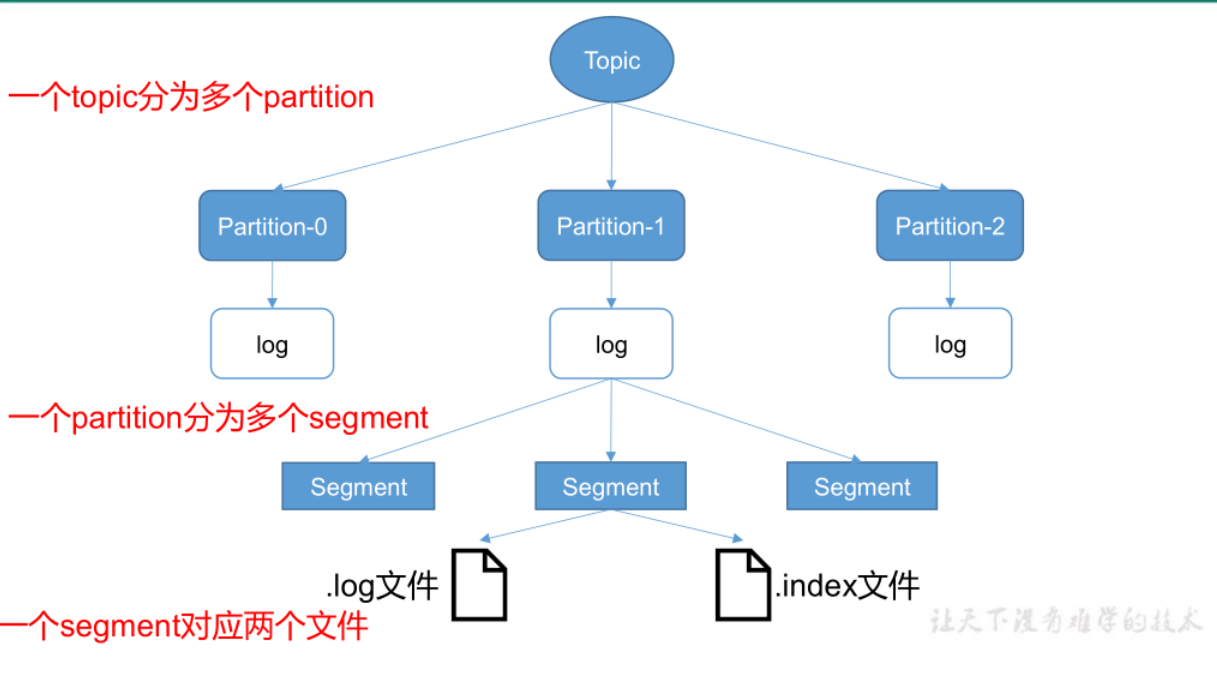 Topic
一个topic分为多个partition
Partition-0
Partition-1
Partition-2
log
log
log
一个partition分为多个segment
Segment
Segment
Segment
.log文件
.index文件
一个segment对应两个文件
让天下没有难学的技术